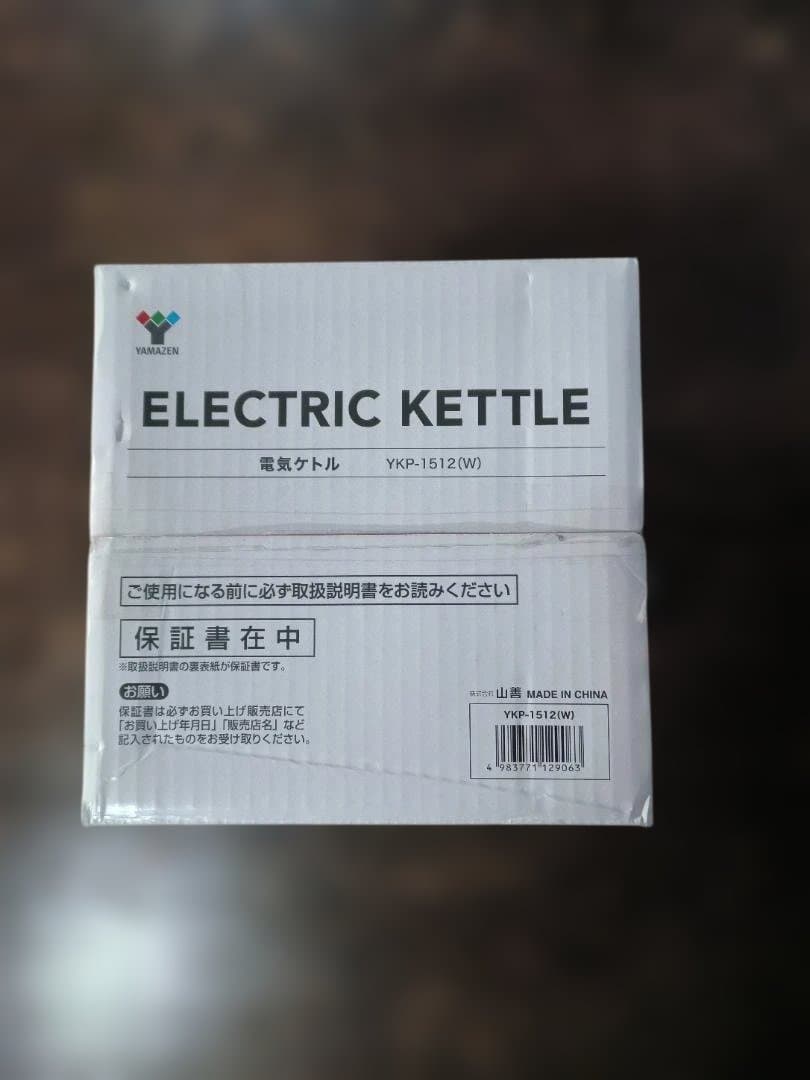 YAMAZEN
ELECTRIC KETTLE
電気ケトル YKP-1512(W)
ご使用になる前に必ず取扱説明書をお読みください
保証書在中
※取扱説明書の裏表紙が保証書です。
お願い
保証書は必ずお買い上げ販売店にて
「お買い上げ年月日」「販売店名」など
記入されたものをお受け取りください。
株式会社 山善 MADE IN CHINA
YKP-1512(W)
4 983771 129063